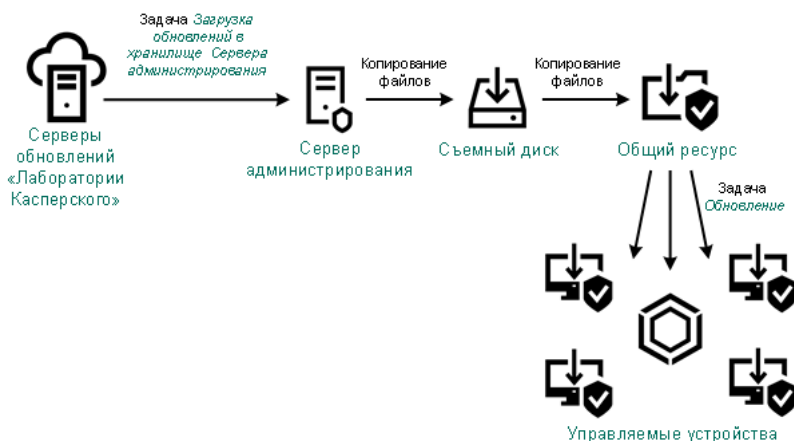 Задача Загрузка
обновлений в
хранилище Сервера
администрирования
Копирование
файлов
Копирование
файлов
Серверы
обновлений
«Лаборатории
Касперского»
Сервер
администрирования
Съемный диск
Общий ресурс
Задача
Обновление
Управляемые устройства